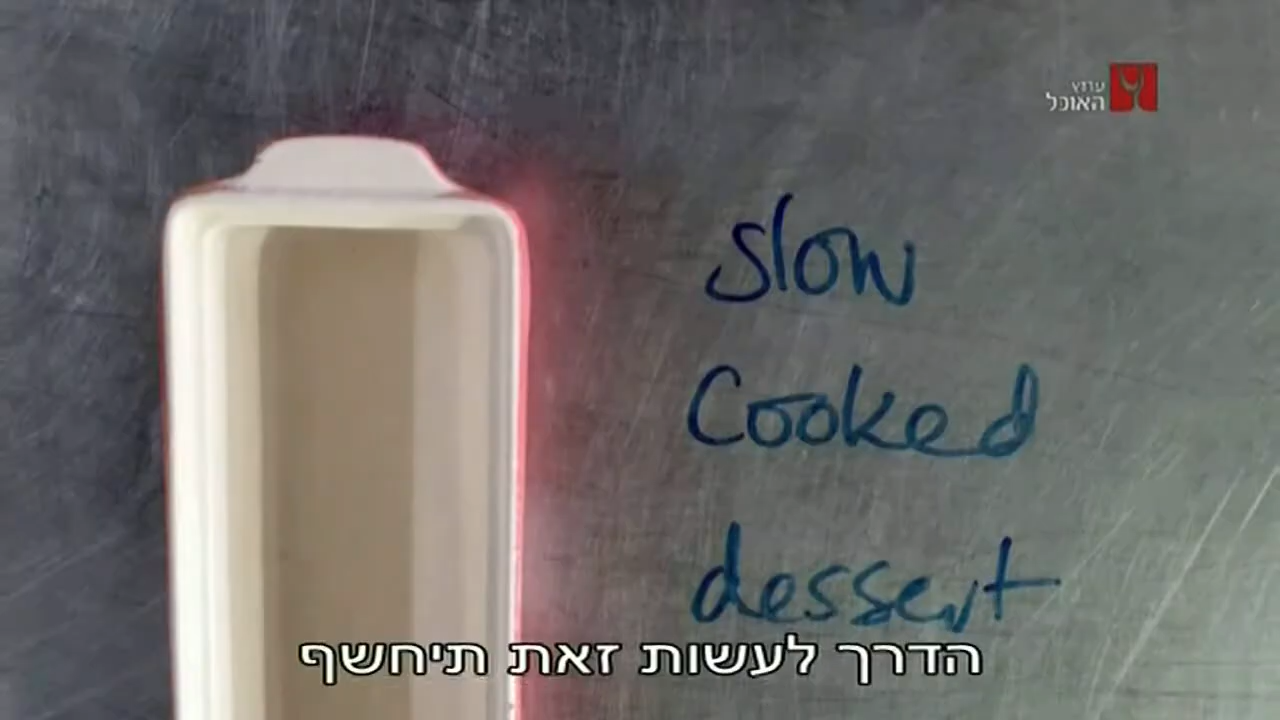 ערוץ
האוכל
slow
Cooked
dessert
הדרך לעשות זאת תיחשף